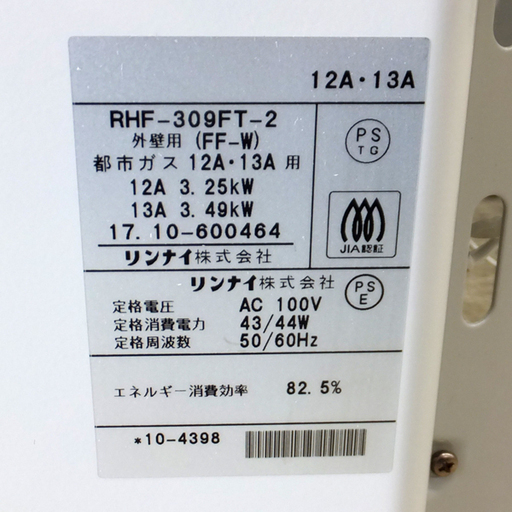 12A・13A
RHF-309FT-2
外壁用 (FF-W)
都市ガス 12A・13A 用
12A 3.25kW
13A 3.49kW
17.10-600464
リンナイ株式会社
PS
TG
JIA認証
リンナイ株式会社
PS
E
定格電圧 AC 100V
定格消費電力 43/44W
定格周波数 50/60Hz
エネルギー消費効率 82.5%
*10-4398